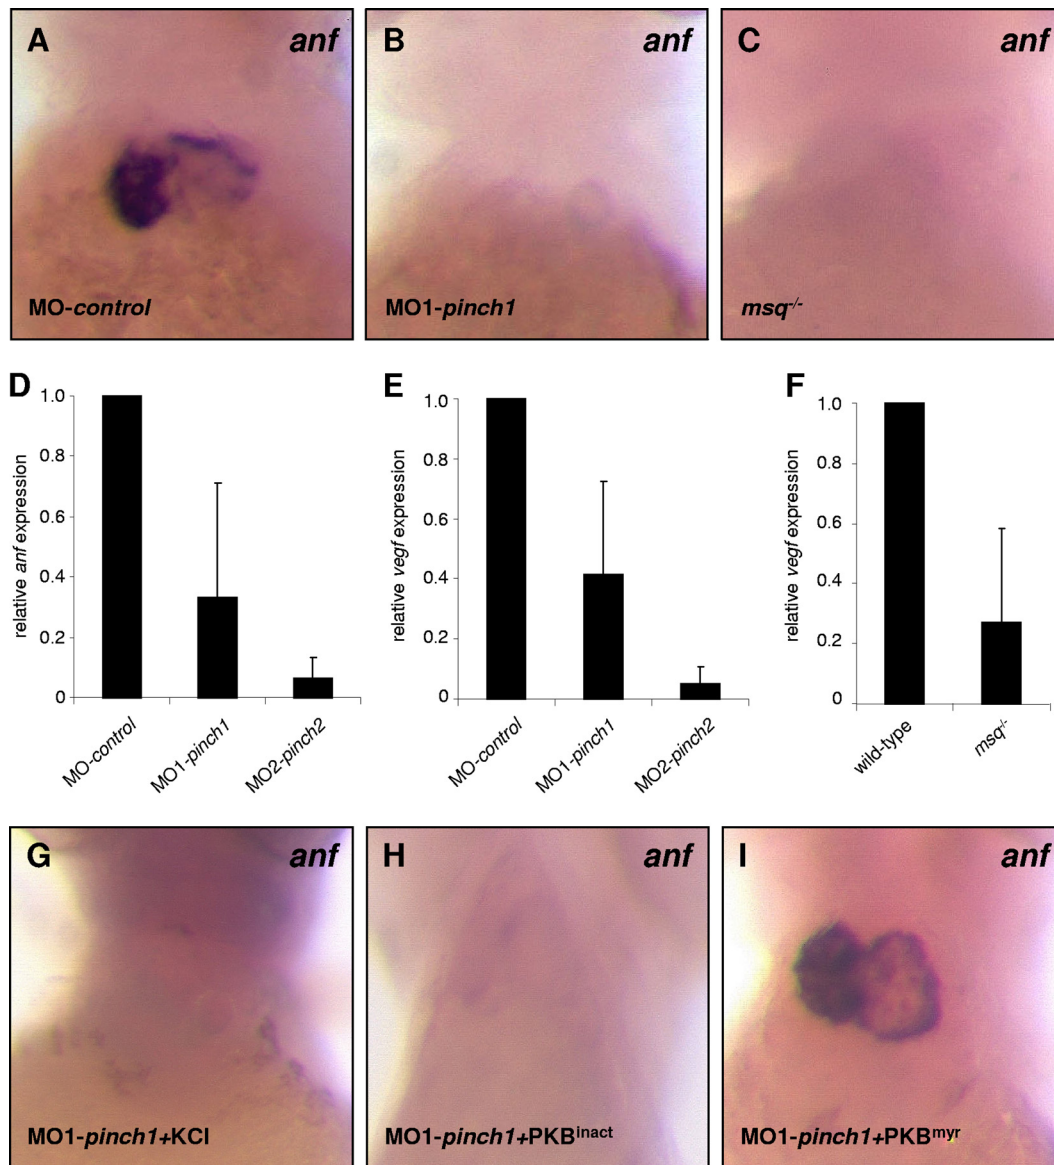 A anf
MO-control
B anf
MO1-pinch1
C anf
msq-/-
D
relative anf expression
1.0
0.8
0.6
0.4
0.2
0
MO-control
MO1-pinch1
MO2-pinch2
E
relative vegf expression
1.0
0.8
0.6
0.4
0.2
0
MO-control
MO1-pinch1
MO2-pinch2
F
relative vegf expression
1.0
0.8
0.6
0.4
0.2
0
wild-type
msq-/-
G anf
MO1-pinch1+KCl
H anf
MO1-pinch1+PKBinact
I anf
MO1-pinch1+PKBmyr